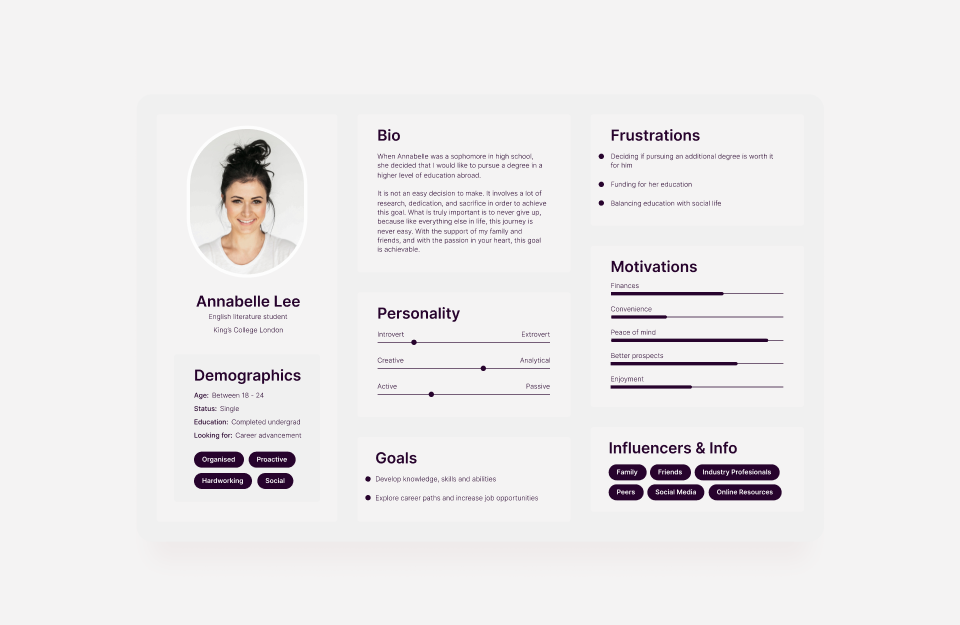 Annabelle Lee
English literature student
King's College London
Demographics
Age: Between 18 - 24
Status: Single
Education: Completed undergrad
Looking for: Career advancement
Organised Proactive
Hardworking Social
Bio
When Annabelle was a sophomore in high school,
she decided that I would like to pursue a degree in a
higher level of education abroad.
It is not an easy decision to make. It involves a lot of
research, dedication, and sacrifice in order to achieve
this goal. What is truly important is to never give up,
because like everything else in life, this journey is
never easy. With the support of my family and
friends, and with the passion in your heart, this goal
is achievable.
Personality
Introvert Extrovert
Creative Analytical
Active Passive
Goals
Develop knowledge, skills and abilities
Explore career paths and increase job opportunities
Frustrations
Deciding if pursuing an additional degree is worth it
for him
Funding for her education
Balancing education with social life
Motivations
Finances
Convenience
Peace of mind
Better prospects
Enjoyment
Influencers & Info
Family Friends Industry Profesionals
Peers Social Media Online Resources